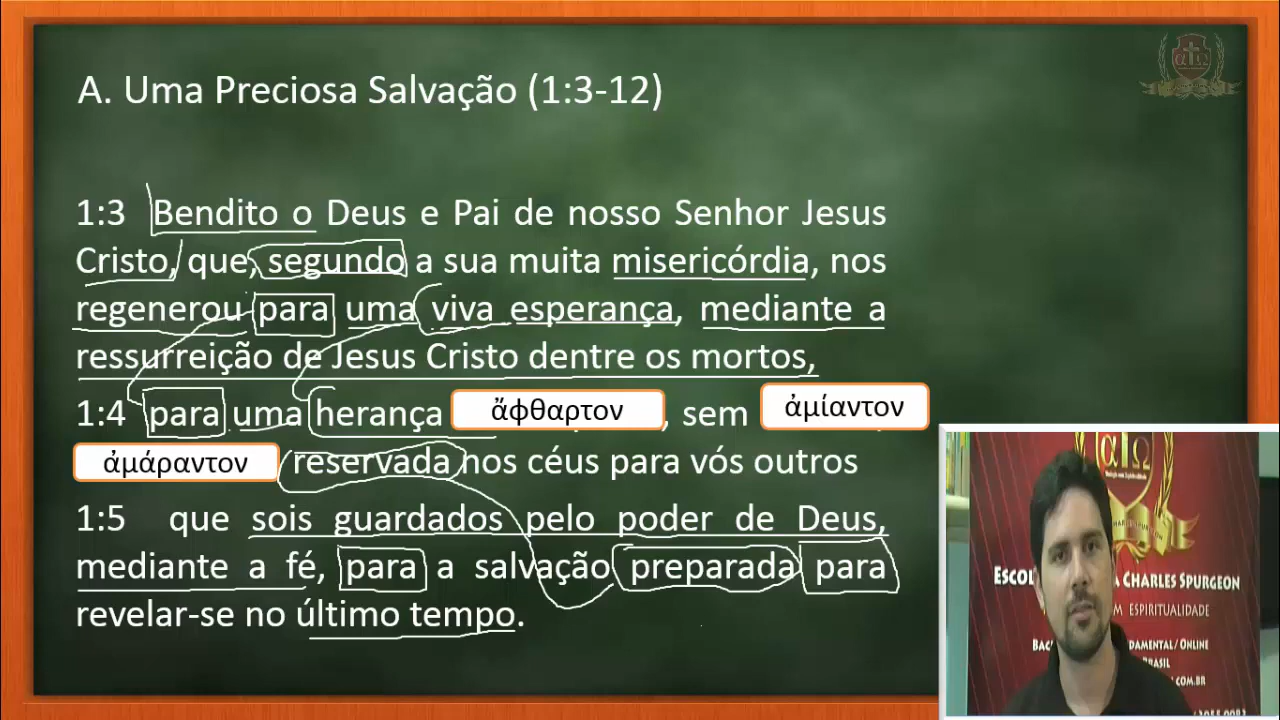 A. Uma Preciosa Salvação (1:3-12)
1:3 Bendito o Deus e Pai de nosso Senhor Jesus
Cristo, que, segundo a sua muita misericórdia, nos
regenerou para uma viva esperança, mediante a
ressurreição de Jesus Cristo dentre os mortos,
1:4 para uma herança ἄφθαρτον, sem ἀμίαντον
ἀμάραντον reservada nos céus para vós outros
1:5 que sois guardados pelo poder de Deus,
mediante a fé, para a salvação preparada para
revelar-se no último tempo.
αΩ
αΩ
CHARLES SPURGEON
ESPIRITUALIDADE
ONLINE